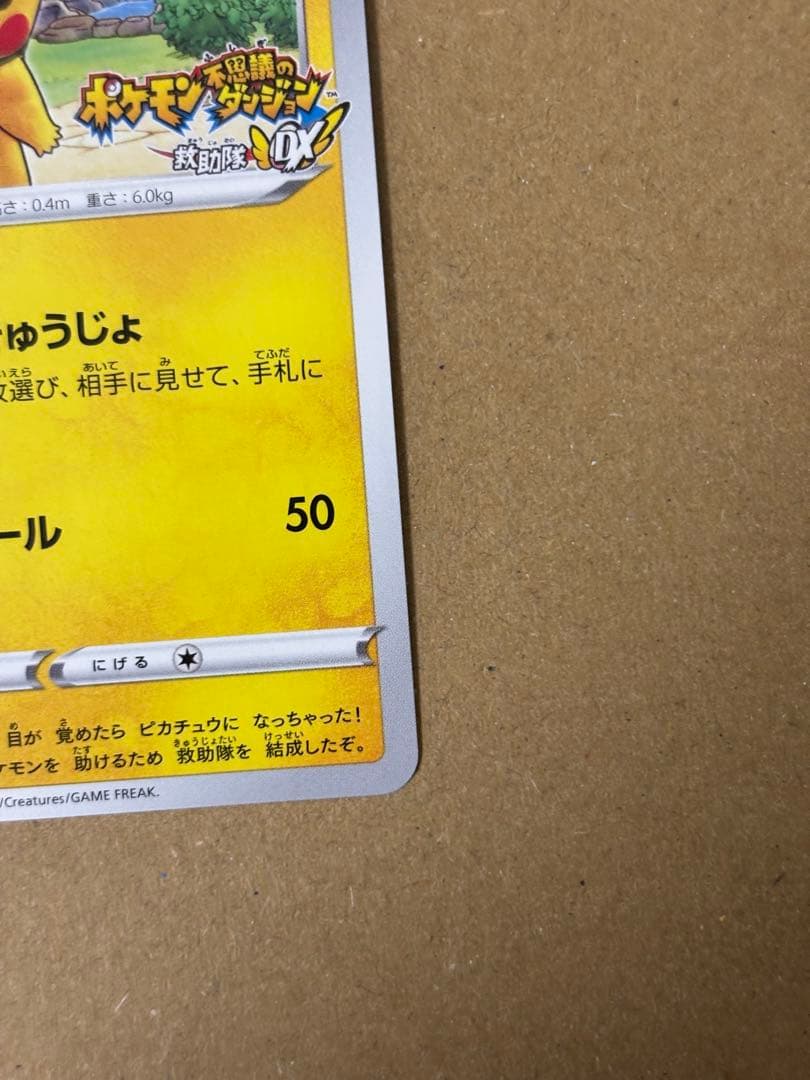 ポケモン不思議のダンジョン™
救助隊DX
さ：0.4m 重さ：6.0kg
ゅうじょ
選び、相手に見せて、手札に
ール 50
にげる
目が 覚めたら ピカチュウに なっちゃった！
ケモンを 助けるため 救助隊を 結成したぞ。
/Creatures/GAME FREAK.